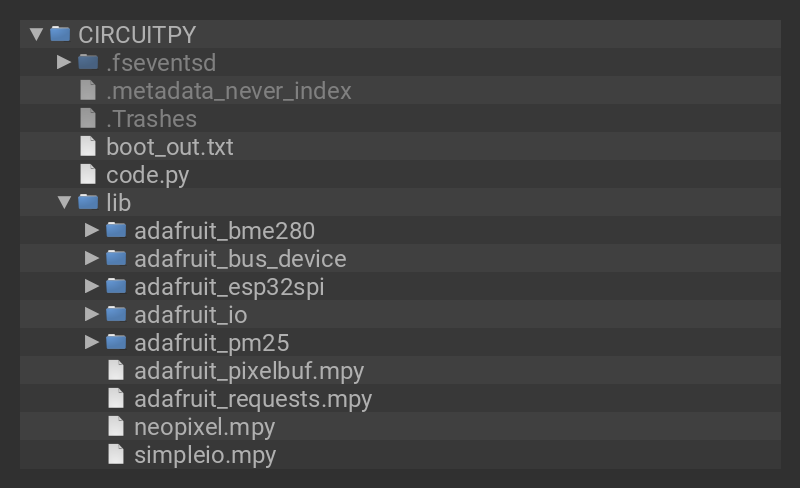 CIRCUITPY
.fseventsd
.metadata_never_index
.Trashes
boot_out.txt
code.py
lib
adafruit_bme280
adafruit_bus_device
adafruit_esp32spi
adafruit_io
adafruit_pm25
adafruit_pixelbuf.mpy
adafruit_requests.mpy
neopixel.mpy
simpleio.mpy